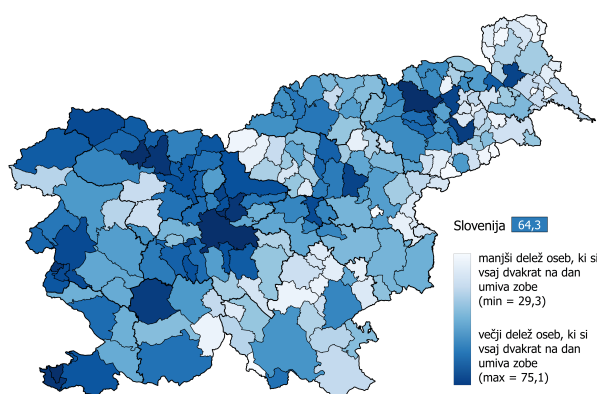 Slovenija 64,3
manjši delež oseb, ki si
vsaj dvakrat na dan
umiva zobe
(min = 29,3)
večji delež oseb, ki si
vsaj dvakrat na dan
umiva zobe
(max = 75,1)